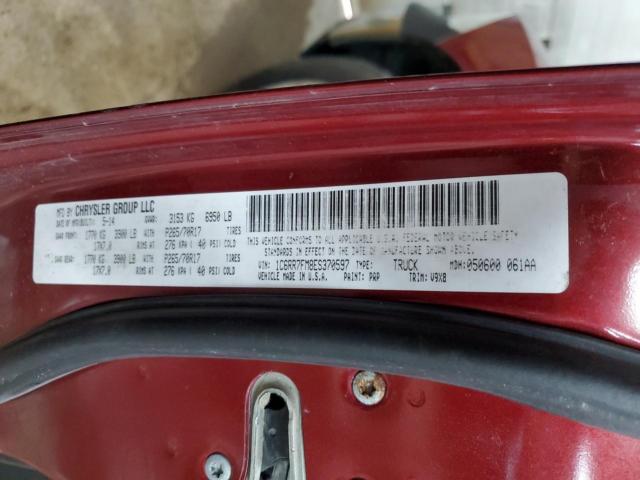 MFG BY CHRYSLER GROUP LLC
DATE OF MFR/BUILT: 5-14 GVWR: 3153 KG 6950 LB
GAWR FRONT: 1770 KG 3900 LB WITH P265/70R17 TIRES
17X7.0 RIMS AT 276 KPA ( 40 PSI) COLD
GAWR REAR: 1770 KG 3900 LB WITH P265/70R17 TIRES
17X7.0 RIMS AT 276 KPA ( 40 PSI) COLD
THIS VEHICLE CONFORMS TO ALL APPLICABLE U.S.A. FEDERAL MOTOR VEHICLE SAFETY
STANDARDS IN EFFECT ON THE DATE OF MANUFACTURE SHOWN ABOVE.
VIN: 1C6RR7FM8ES370597 TYPE: TRUCK MDH:050600 061AA
VEHICLE MADE IN U.S.A. PAINT: PRP TRIM: V9X8